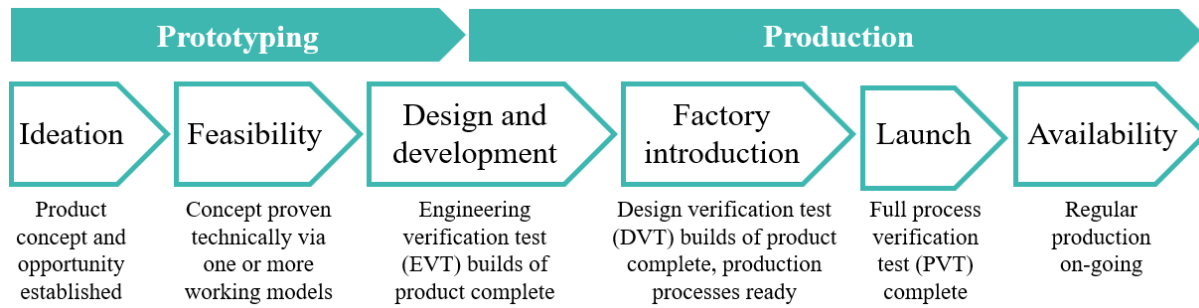 Prototyping
Production
Ideation
Feasibility
Design and
development
Factory
introduction
Launch
Availability
Product
concept and
opportunity
established
Concept proven
technically via
one or more
working models
Engineering
verification test
(EVT) builds of
product complete
Design verification test
(DVT) builds of product
complete, production
processes ready
Full process
verification
test (PVT)
complete
Regular
production
on-going